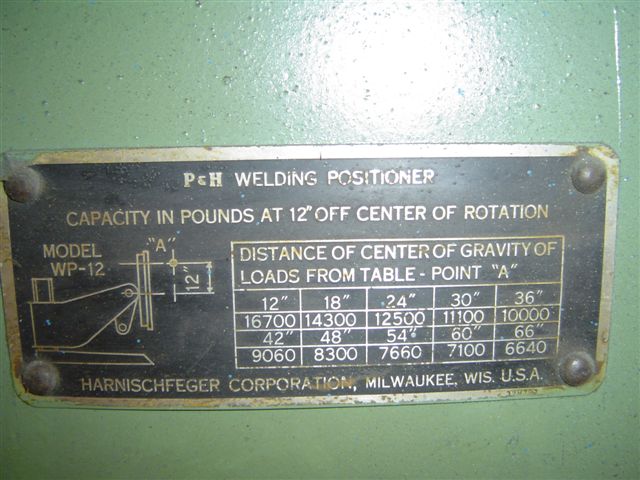 P&H WELDING POSITIONER
CAPACITY IN POUNDS AT 12" OFF CENTER OF ROTATION
MODEL
WP-12
"A"
12"
DISTANCE OF CENTER OF GRAVITY OF
LOADS FROM TABLE - POINT "A"
12" 18" 24" 30" 36"
16700 14300 12500 11100 10000
42" 48" 54" 60" 66"
9060 8300 7660 7100 6640
HARNISCHFEGER CORPORATION, MILWAUKEE, WIS. U.S.A.